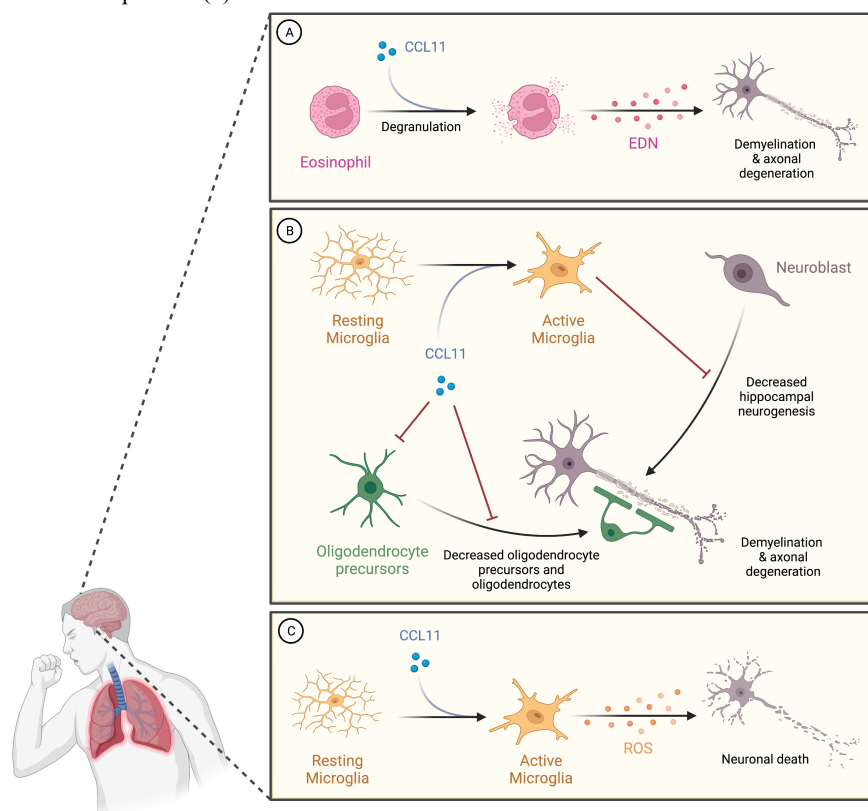 A
CCL11
Degranulation
Eosinophil
EDN
Demyelination
& axonal
degeneration
B
Neuroblast
Resting
Microglia
Active
Microglia
CCL11
Decreased
hippocampal
neurogenesis
Oligodendrocyte
precursors
Decreased oligodendrocyte
precursors and
oligodendrocytes
Demyelination
& axonal
degeneration
C
CCL11
Resting
Microglia
Active
Microglia
ROS
Neuronal death